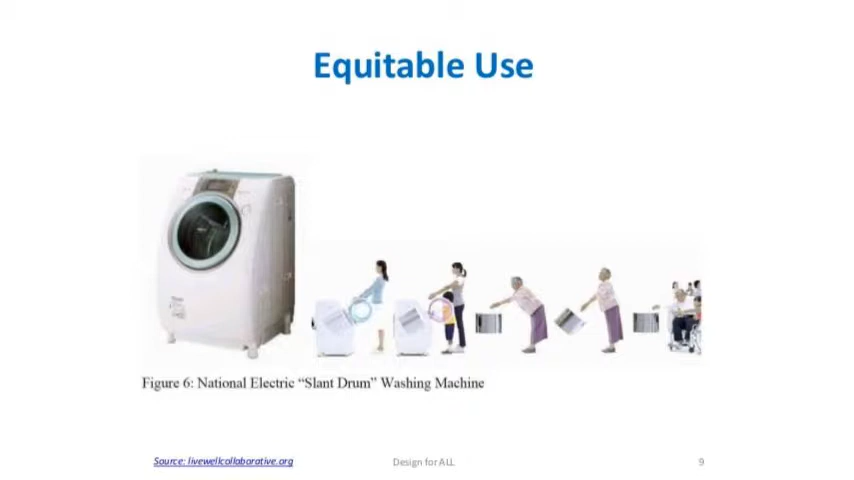 Equitable Use
Figure 6: National Electric “Slant Drum” Washing Machine
Source: livewellcollaborative.org
Design for ALL
9